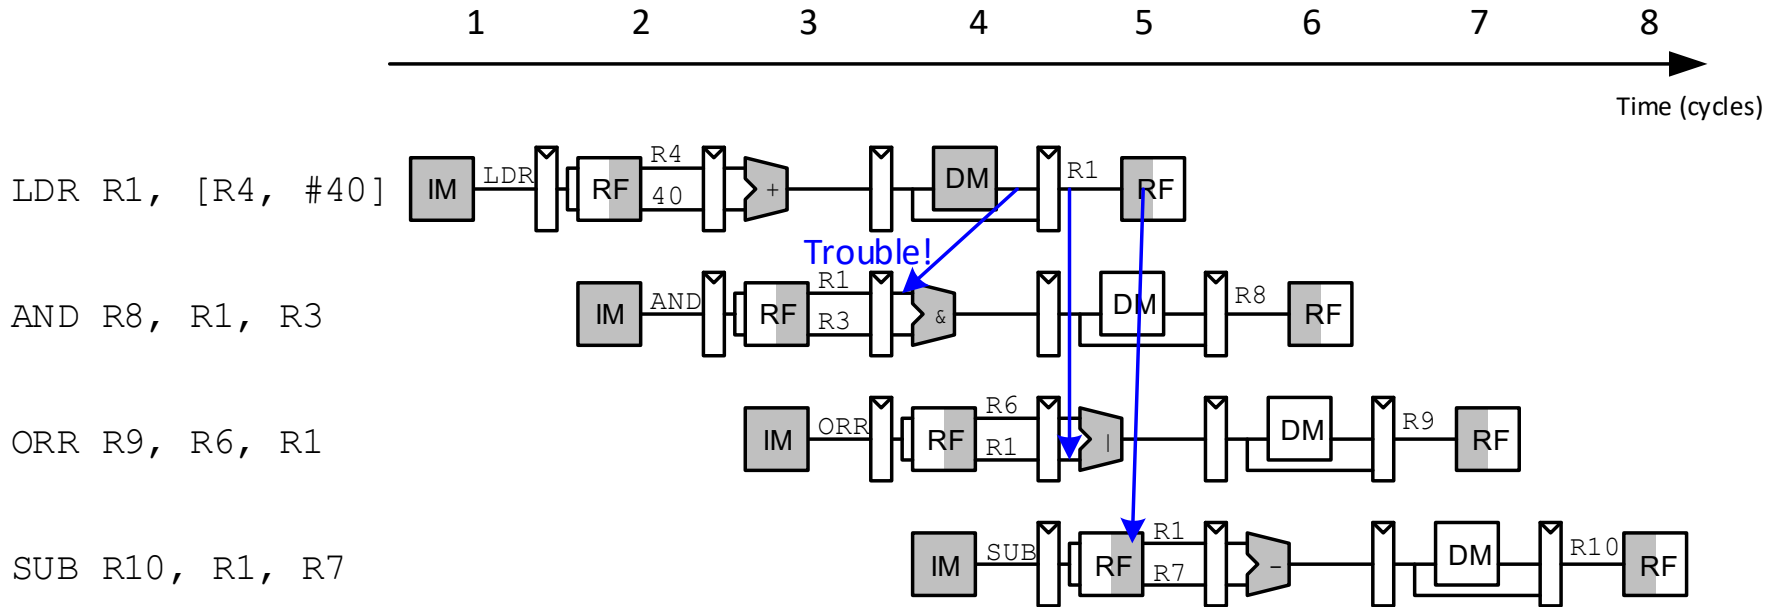 1 2 3 4 5 6 7 8
Time (cycles)
R4
LDR R1, [R4, #40] IM LDR RF + DM R1 RF
40
Trouble!
R1
AND R8, R1, R3 IM AND RF & DM R8 RF
R3
R6
ORR R9, R6, R1 IM ORR RF | DM R9 RF
R1
R1
SUB R10, R1, R7 IM SUB RF - DM R10 RF
R7